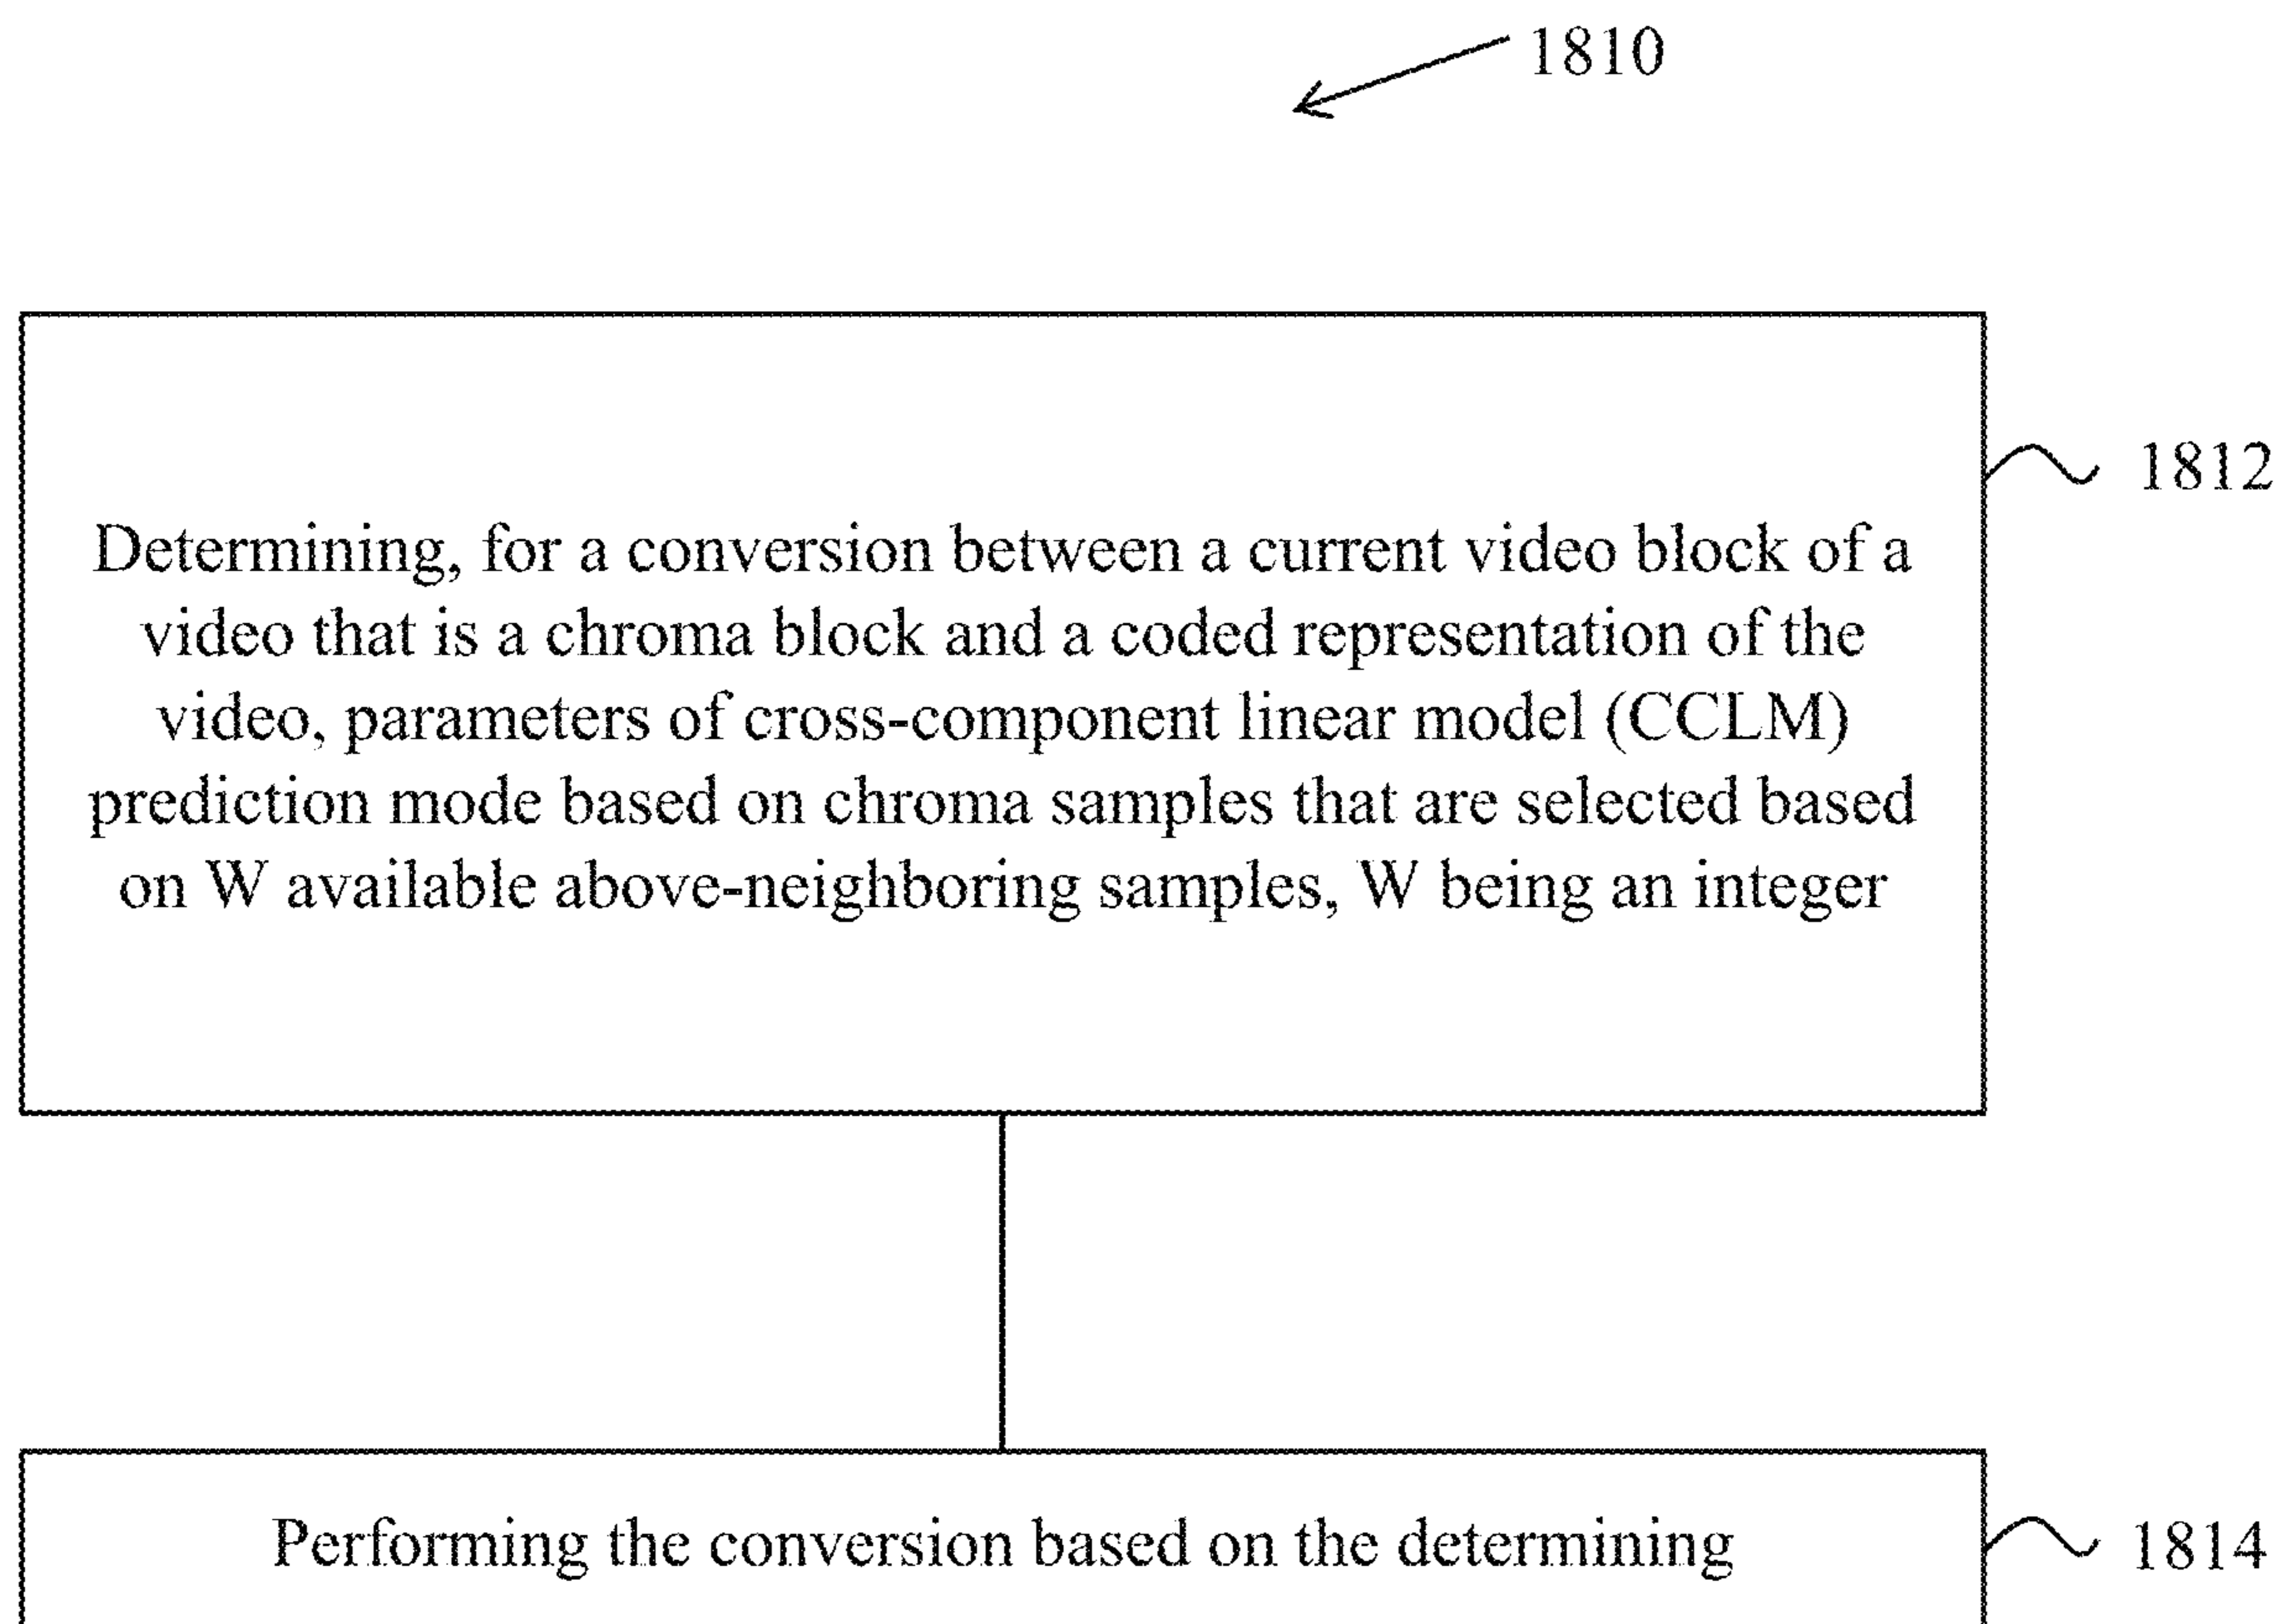 1810
Determining, for a conversion between a current video block of a
video that is a chroma block and a coded representation of the
video, parameters of cross-component linear model (CCLM)
prediction mode based on chroma samples that are selected based
on W available above-neighboring samples, W being an integer
1812
Performing the conversion based on the determining
1814